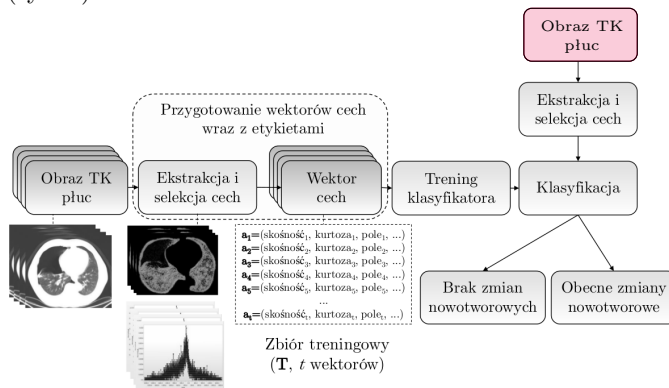 Obraz TK
płuc
Ekstrakcja i
selekcja cech
Przygotowanie wektorów cech
wraz z etykietami
Obraz TK
płuc
Ekstrakcja i
selekcja cech
Wektor
cech
Trening
klasyfikatora
Klasyfikacja
a₁=(skośność₁, kurtoza₁, pole₁, ...)
a₂=(skośność₂, kurtoza₂, pole₂, ...)
a₃=(skośność₃, kurtoza₃, pole₃, ...)
a₄=(skośność₄, kurtoza₄, pole₄, ...)
a₅=(skośność₅, kurtoza₅, pole₅, ...)
...
aₜ=(skośnośćₜ, kurtozaₜ, poleₜ, ...)
Brak zmian
nowotworowych
Obecne zmiany
nowotworowe
Zbiór treningowy
(T, t wektorów)